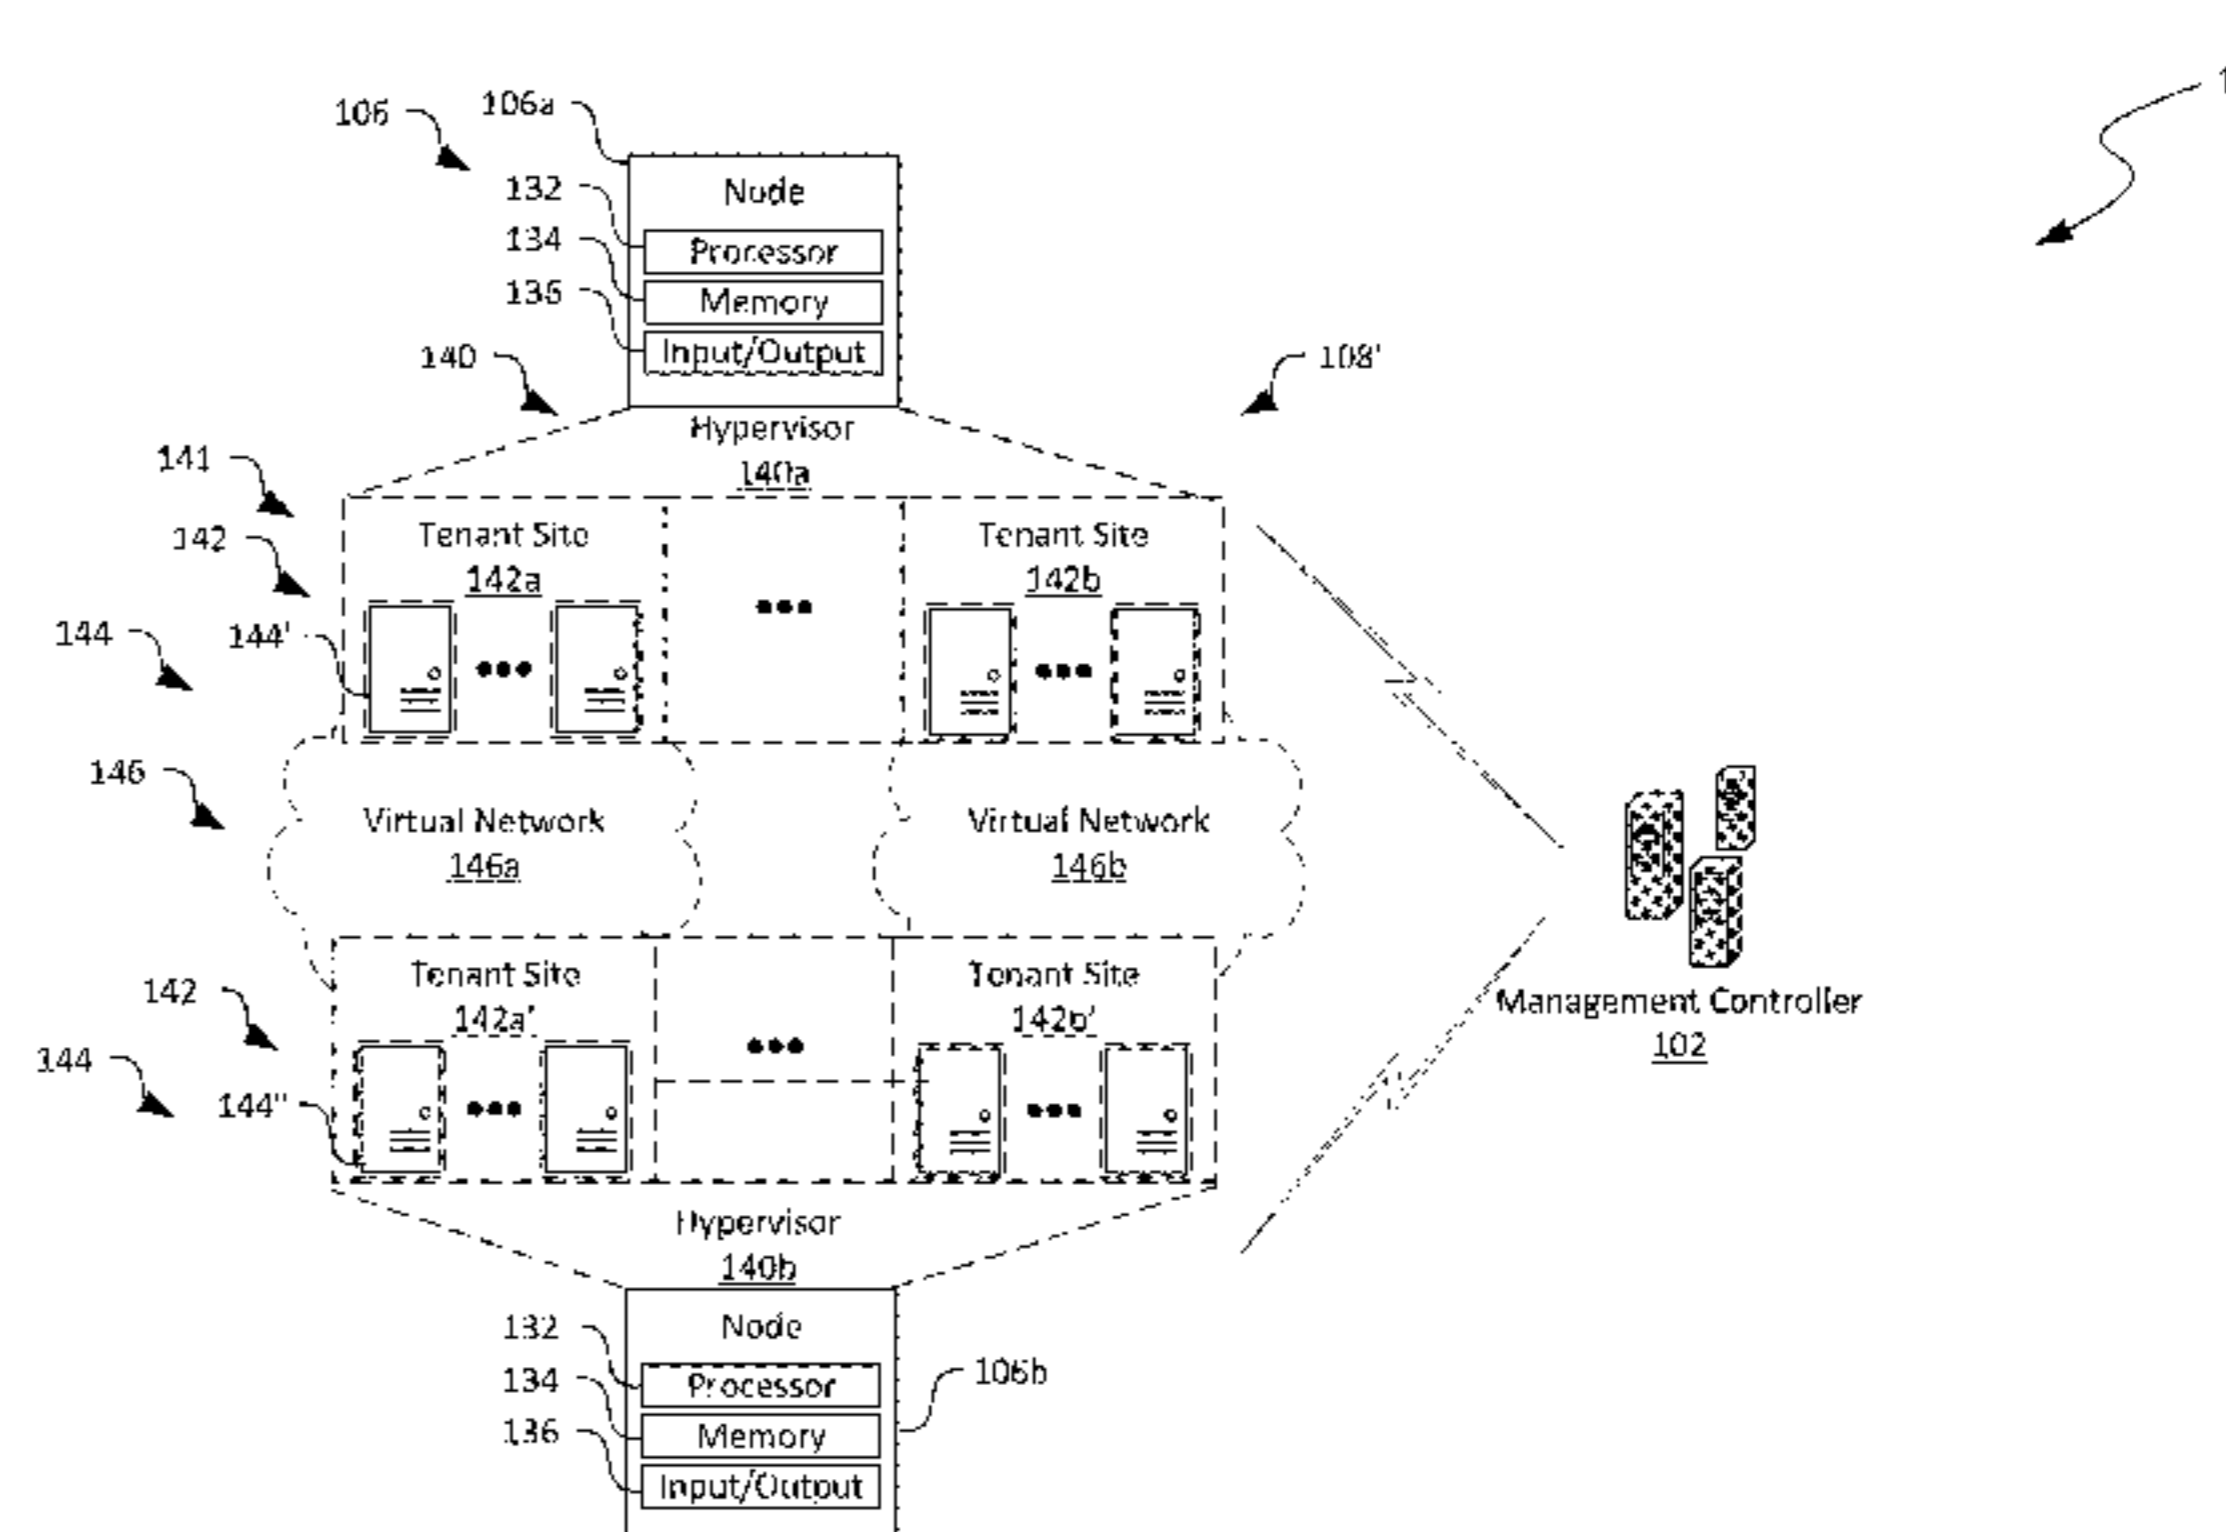 106
106a
Node
132
Processor
134
Memory
136
Input/Output
140
108'
Hypervisor
140a
141
142
Tenant Site
142a
•••
Tenant Site
142b
144
144'
•••
•••
146
Virtual Network
146a
Virtual Network
146b
Management Controller
102
142
Tenant Site
142a'
•••
Tenant Site
142b'
144
144"
•••
•••
Hypervisor
140b
Node
132
Processor
134
Memory
136
Input/Output
106b